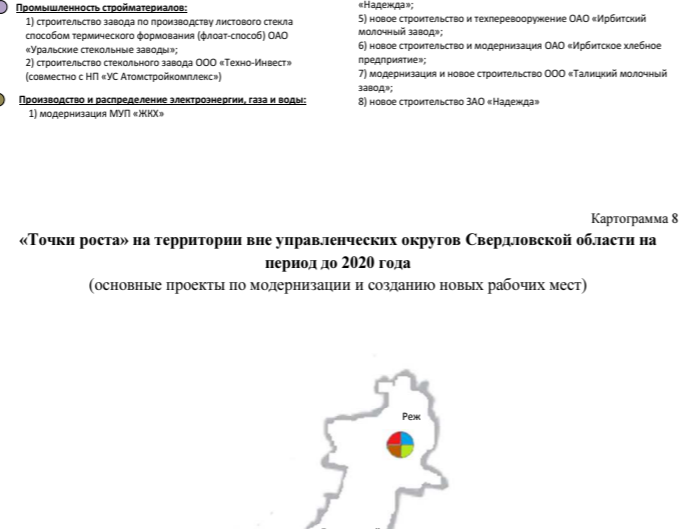 Промышленность стройматериалов:
1) строительство завода по производству листового стекла
способом термического формования (флоат-способ) ОАО
«Уральские стекольные заводы»;
2) строительство стекольного завода ООО «Техно-Инвест»
(совместно с НП «УС Атомстройкомплекс»)
Производство и распределение электроэнергии, газа и воды:
1) модернизация МУП «ЖКХ»
«Надежда»;
5) новое строительство и техперевооружение ОАО «Ирбитский
молочный завод»;
6) новое строительство и модернизация ОАО «Ирбитское хлебное
предприятие»;
7) модернизация и новое строительство ООО «Талицкий молочный
завод»;
8) новое строительство ЗАО «Надежда»
Картограмма 8
«Точки роста» на территории вне управленческих округов Свердловской области на
период до 2020 года
(основные проекты по модернизации и созданию новых рабочих мест)
Реж